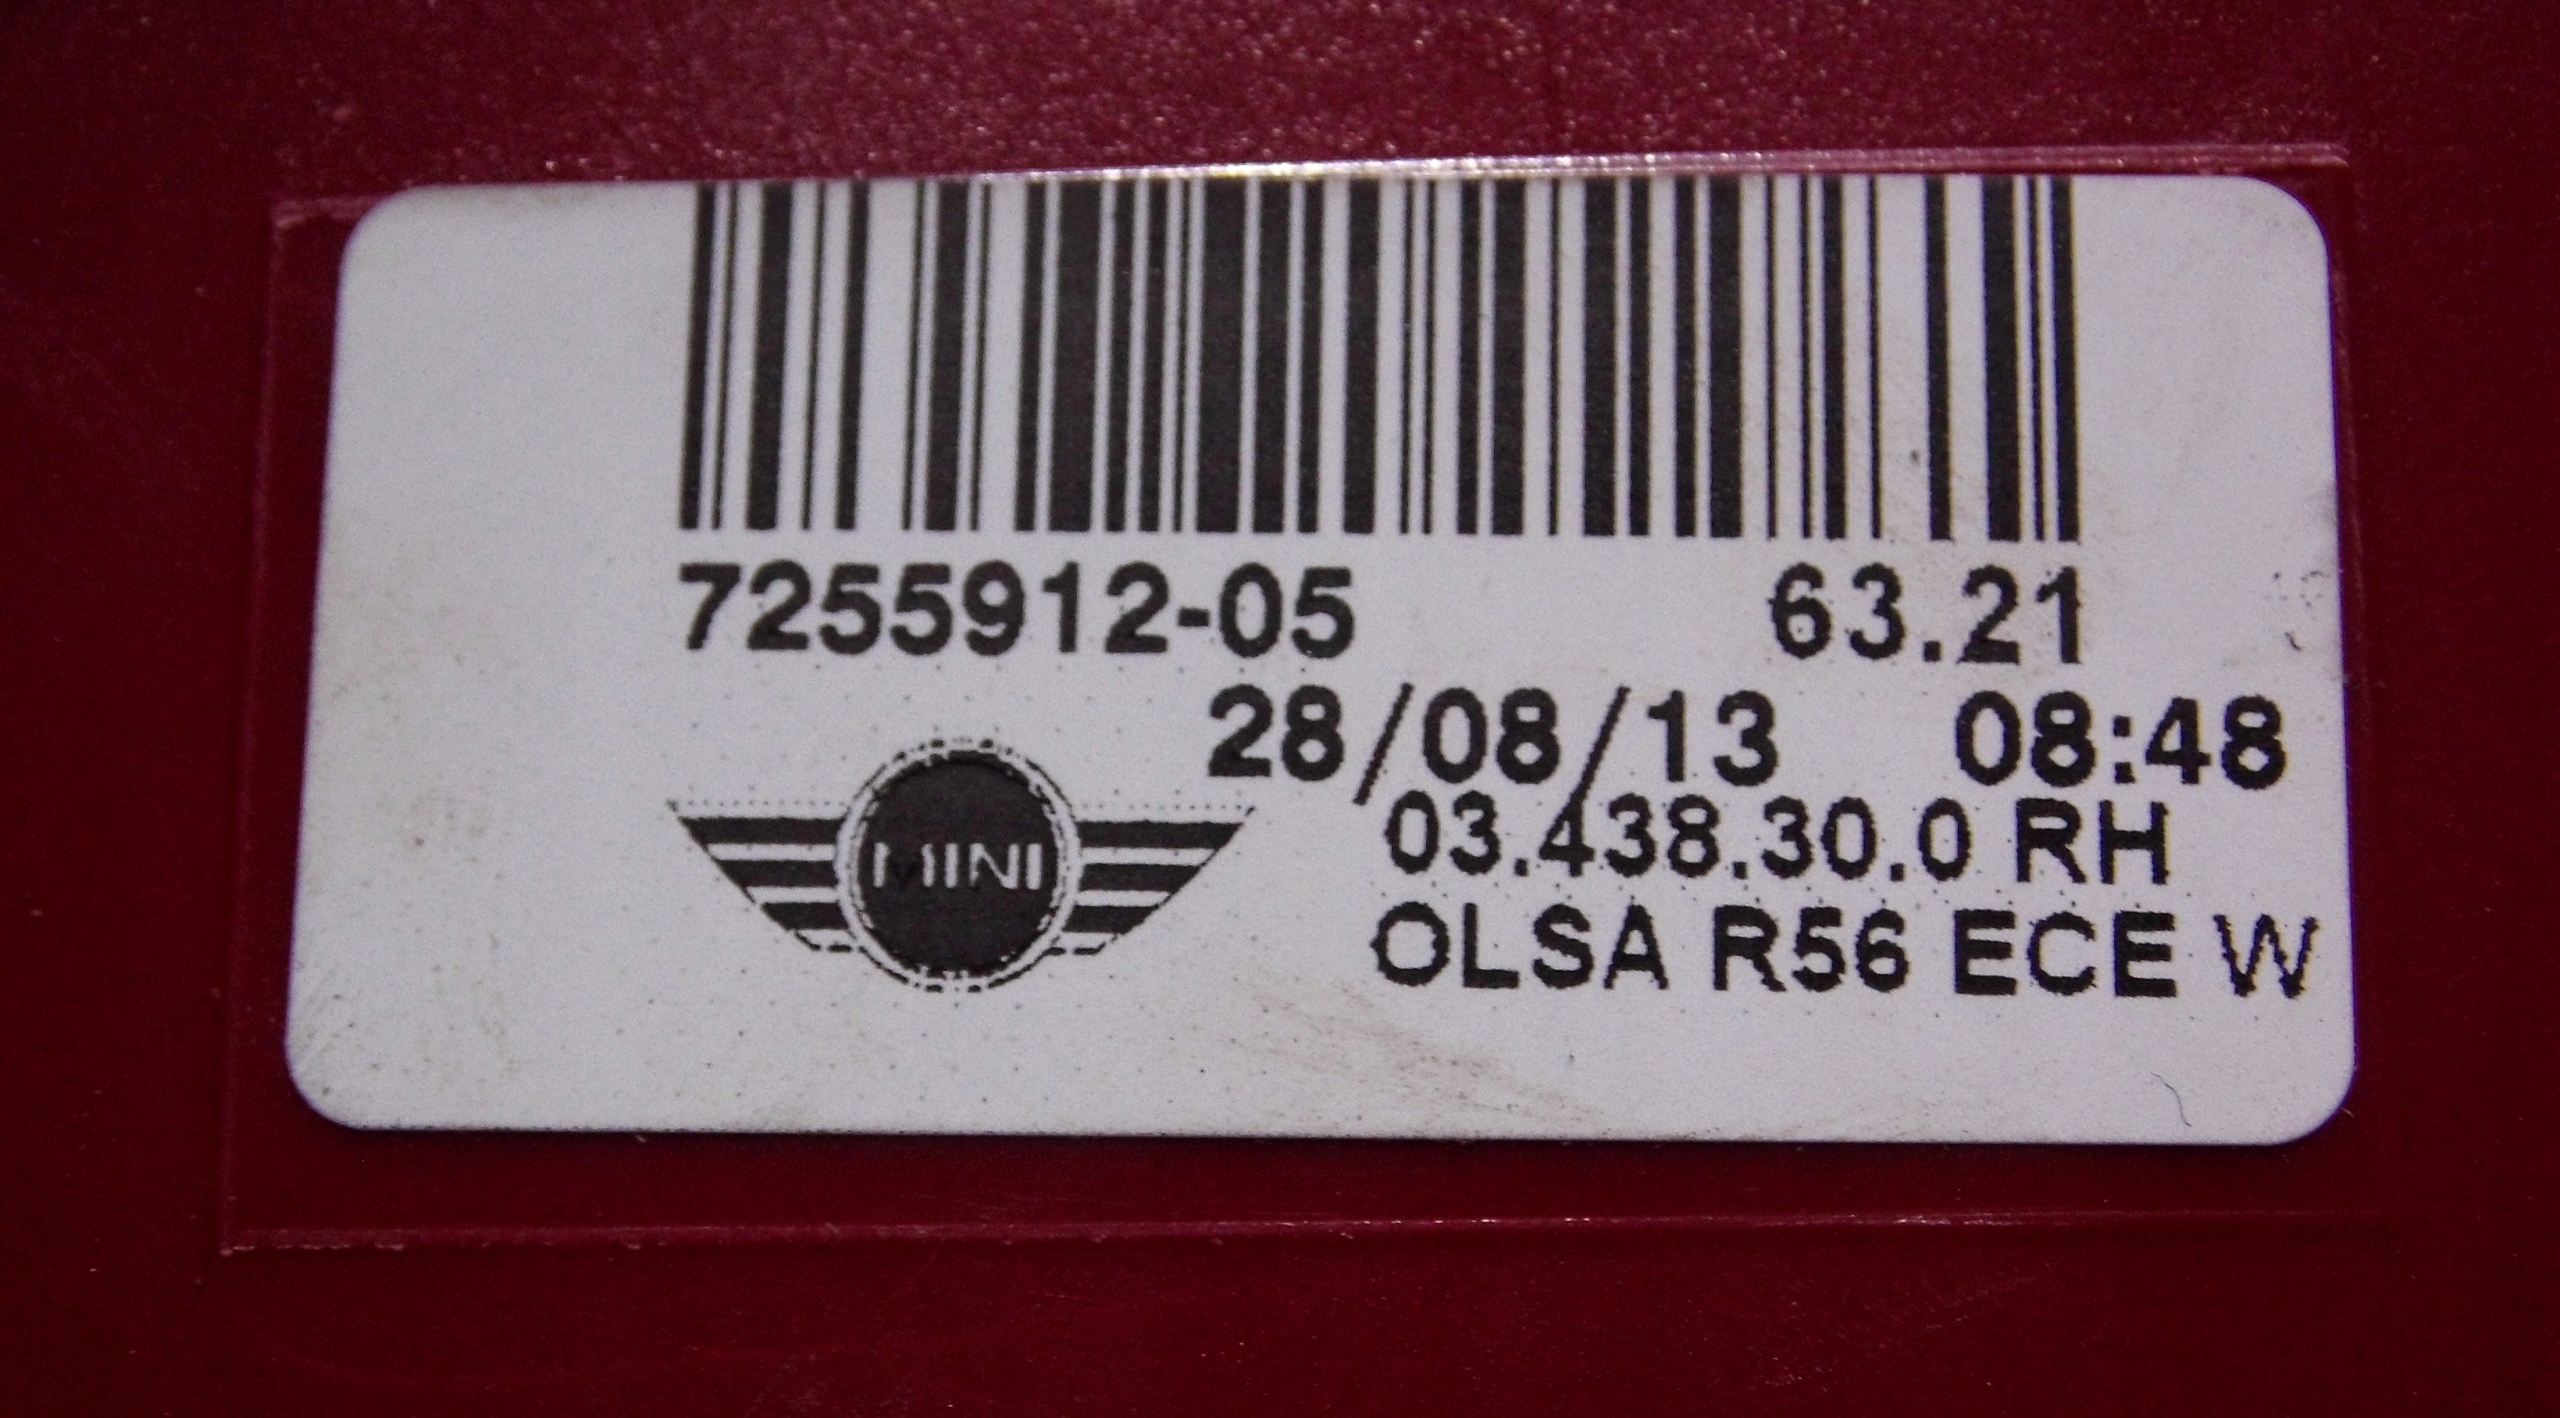 7255912-05 63.21
28/08/13 08:48
MINI
03.438.30.0 RH
OLSA R56 ECE W